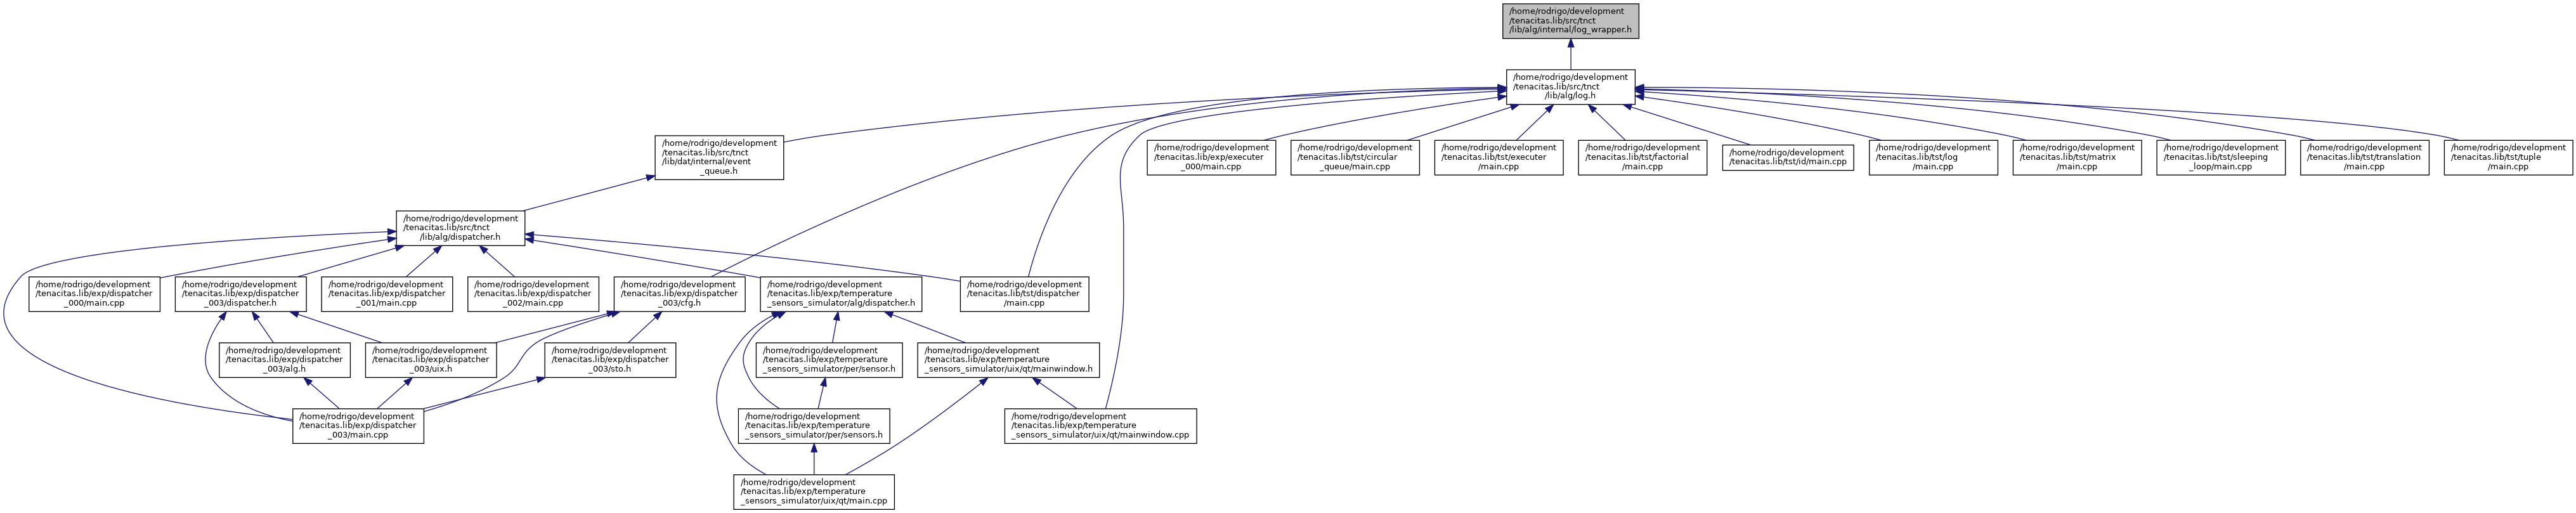 /home/rodrigo/development
/tenacitas.lib/src/tnct
/lib/alg/internal/log_wrapper.h
/home/rodrigo/development
/tenacitas.lib/src/tnct
/lib/alg/log.h
/home/rodrigo/development
/tenacitas.lib/src/tnct
/lib/dat/internal/event
_queue.h
/home/rodrigo/development
/tenacitas.lib/exp/executer
_000/main.cpp
/home/rodrigo/development
/tenacitas.lib/tst/circular
_queue/main.cpp
/home/rodrigo/development
/tenacitas.lib/tst/executer
/main.cpp
/home/rodrigo/development
/tenacitas.lib/tst/factorial
/main.cpp
/home/rodrigo/development
/tenacitas.lib/tst/id/main.cpp
/home/rodrigo/development
/tenacitas.lib/tst/log
/main.cpp
/home/rodrigo/development
/tenacitas.lib/tst/matrix
/main.cpp
/home/rodrigo/development
/tenacitas.lib/tst/sleeping
_loop/main.cpp
/home/rodrigo/development
/tenacitas.lib/tst/translation
/main.cpp
/home/rodrigo/development
/tenacitas.lib/tst/tuple
/main.cpp
/home/rodrigo/development
/tenacitas.lib/src/tnct
/lib/alg/dispatcher.h
/home/rodrigo/development
/tenacitas.lib/exp/dispatcher
_000/main.cpp
/home/rodrigo/development
/tenacitas.lib/exp/dispatcher
_003/dispatcher.h
/home/rodrigo/development
/tenacitas.lib/exp/dispatcher
_001/main.cpp
/home/rodrigo/development
/tenacitas.lib/exp/dispatcher
_002/main.cpp
/home/rodrigo/development
/tenacitas.lib/exp/dispatcher
_003/cfg.h
/home/rodrigo/development
/tenacitas.lib/exp/temperature
_sensors_simulator/alg/dispatcher.h
/home/rodrigo/development
/tenacitas.lib/tst/dispatcher
/main.cpp
/home/rodrigo/development
/tenacitas.lib/exp/dispatcher
_003/alg.h
/home/rodrigo/development
/tenacitas.lib/exp/dispatcher
_003/uix.h
/home/rodrigo/development
/tenacitas.lib/exp/dispatcher
_003/sto.h
/home/rodrigo/development
/tenacitas.lib/exp/temperature
_sensors_simulator/per/sensor.h
/home/rodrigo/development
/tenacitas.lib/exp/temperature
_sensors_simulator/uix/qt/mainwindow.h
/home/rodrigo/development
/tenacitas.lib/exp/dispatcher
_003/main.cpp
/home/rodrigo/development
/tenacitas.lib/exp/temperature
_sensors_simulator/per/sensors.h
/home/rodrigo/development
/tenacitas.lib/exp/temperature
_sensors_simulator/uix/qt/mainwindow.cpp
/home/rodrigo/development
/tenacitas.lib/exp/temperature
_sensors_simulator/uix/qt/main.cpp